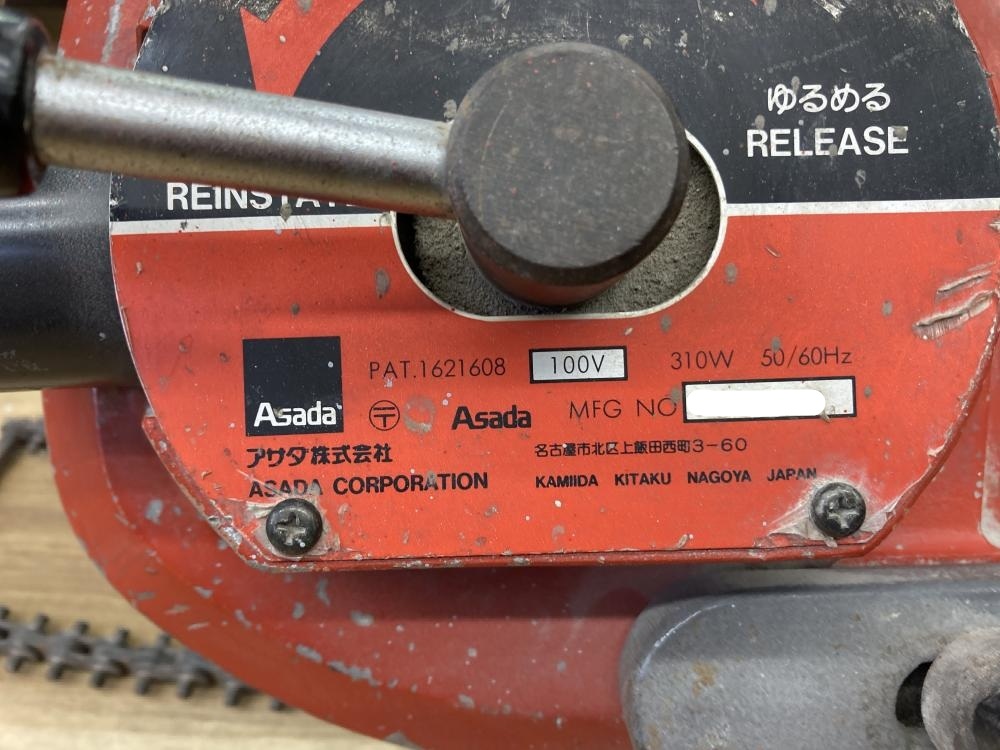 ゆるめる
RELEASE
REINSTATE
PAT.1621608 100V 310W 50/60Hz
Asada 〶 Asada MFG NO
アサダ株式会社 名古屋市北区上飯田西町3-60
ASADA CORPORATION KAMIIDA KITAKU NAGOYA JAPAN